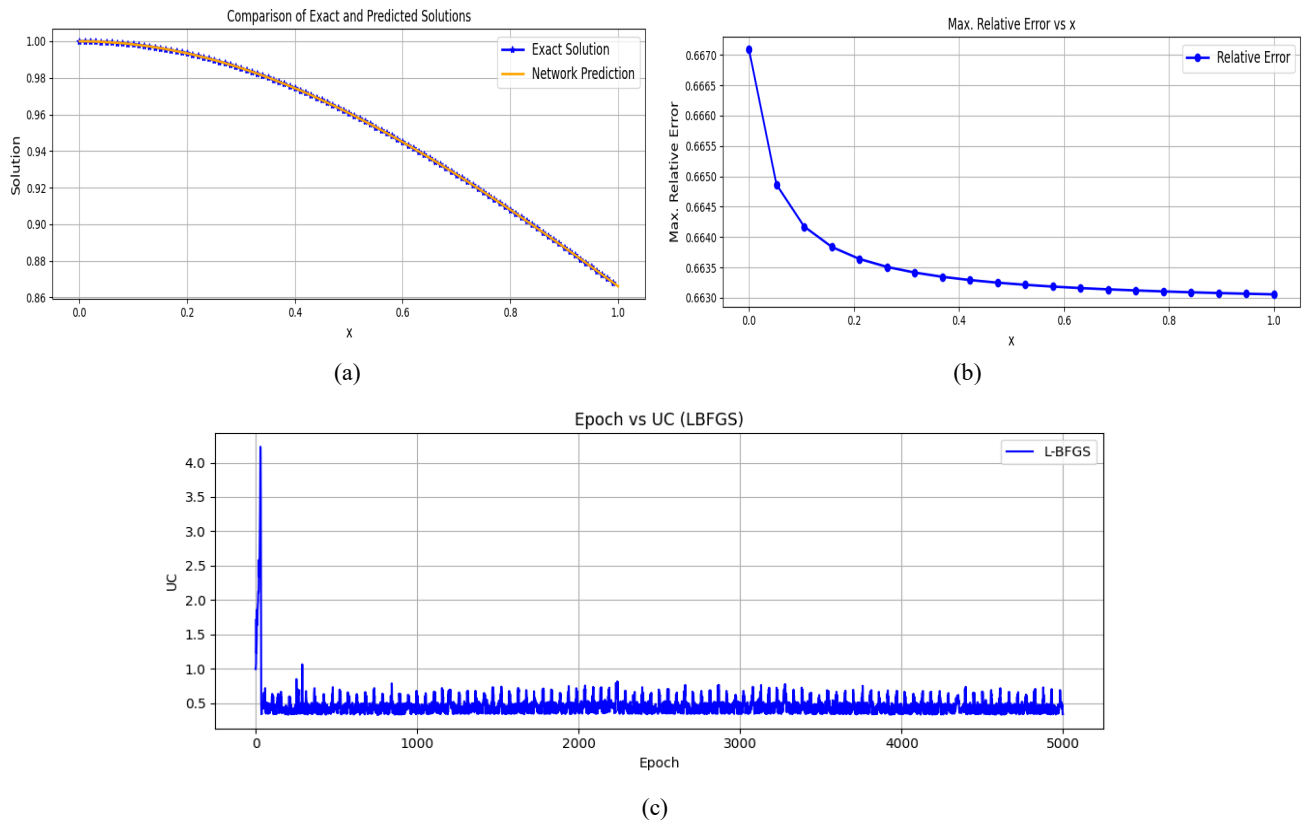 Comparison of Exact and Predicted Solutions
1.00
0.98
0.96
0.94
0.92
0.90
0.88
0.86
Solution
Exact Solution
Network Prediction
0.0 0.2 0.4 0.6 0.8 1.0
x
(a)
Max. Relative Error vs x
0.6670
0.6665
0.6660
0.6655
0.6650
0.6645
0.6640
0.6635
0.6630
Max. Relative Error
Relative Error
0.0 0.2 0.4 0.6 0.8 1.0
x
(b)
Epoch vs UC (LBFGS)
4.0
3.5
3.0
2.5
2.0
1.5
1.0
0.5
UC
L-BFGS
0 1000 2000 3000 4000 5000
Epoch
(c)